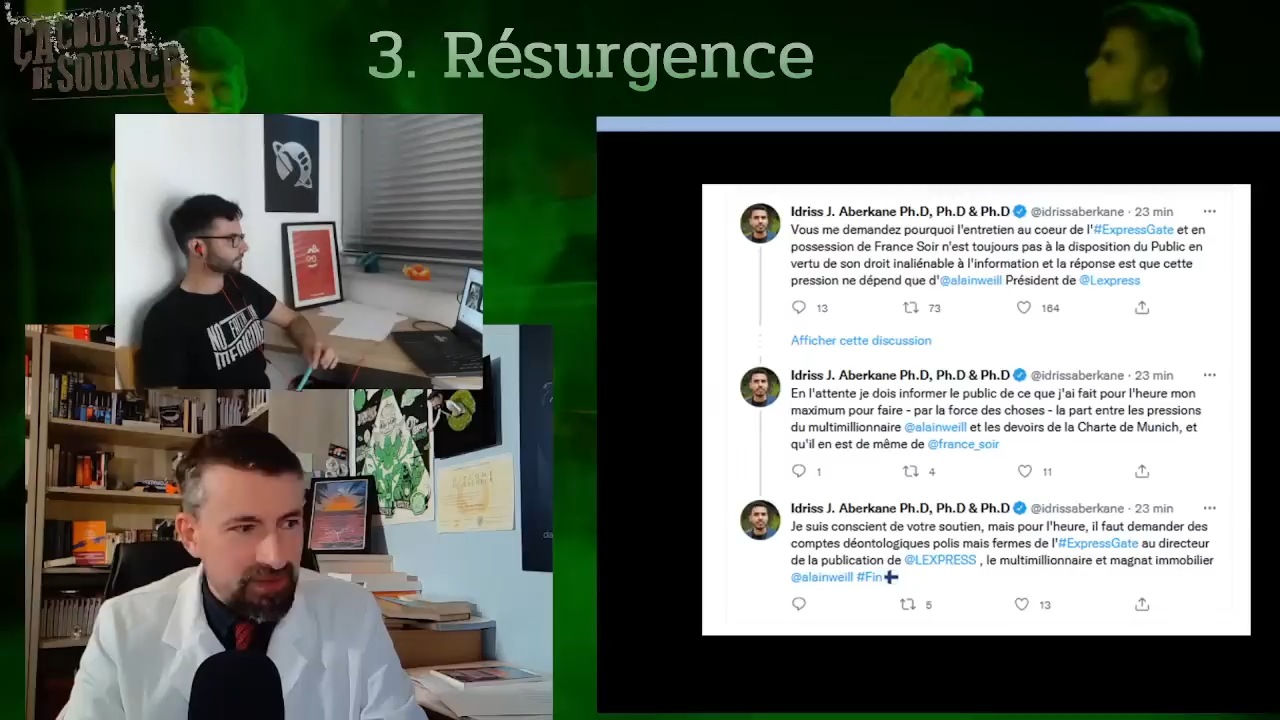 ÇA COULE
DE SOURCE
3. Résurgence
NO FAITH IN
MEDICINE
Idriss J. Aberkane Ph.D, Ph.D & Ph.D @idrissaberkane · 23 min
Vous me demandez pourquoi l'entretien au coeur de l'#ExpressGate et en
possession de France Soir n'est toujours pas à la disposition du Public en
vertu de son droit inaliénable à l'information et la réponse est que cette
pression ne dépend que d'@alainweill Président de @Lexpress
13 73 164
Afficher cette discussion
Idriss J. Aberkane Ph.D, Ph.D & Ph.D @idrissaberkane · 23 min
En l'attente je dois informer le public de ce que j'ai fait pour l'heure mon
maximum pour faire - par la force des choses - la part entre les pressions
du multimillionnaire @alainweill et les devoirs de la Charte de Munich, et
qu'il en est de même de @france_soir
1 4 11
Idriss J. Aberkane Ph.D, Ph.D & Ph.D @idrissaberkane · 23 min
Je suis conscient de votre soutien, mais pour l'heure, il faut demander des
comptes déontologiques polis mais fermes de l'#ExpressGate au directeur
de la publication de @LEXPRESS , le multimillionnaire et magnat immobilier
@alainweill #Fin
5 13